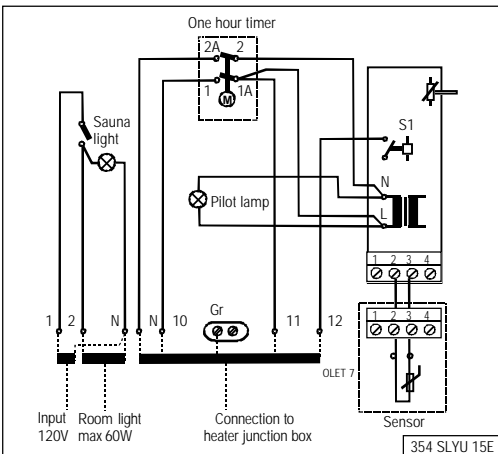 One hour timer
2A 2
1 1A
M
Sauna
light
S1
N
Pilot lamp
L
1 2 3 4
1 2 N N 10 Gr 11 12
1 2 3 4
OLET 7
Input
120V
Room light
max 60W
Connection to
heater junction box
Sensor
354 SLYU 15E